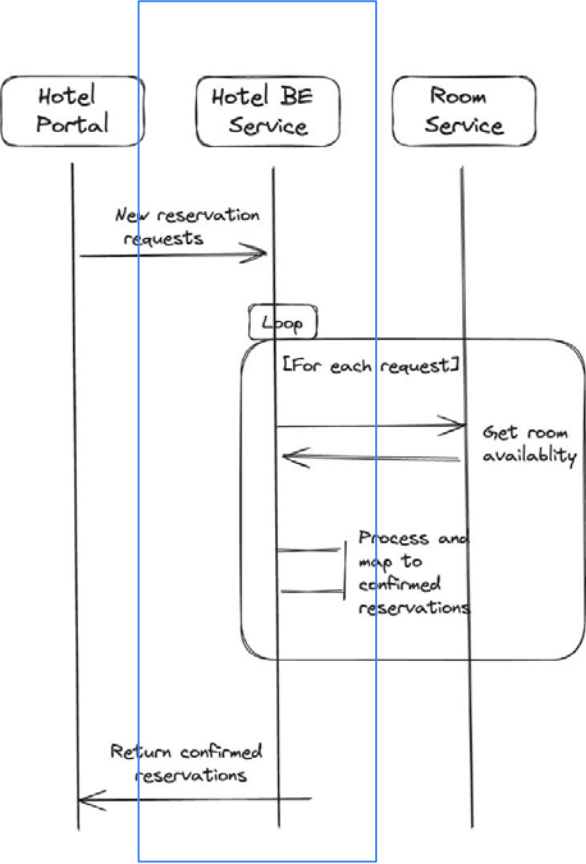 Hotel
Portal
Hotel BE
Service
Room
Service
New reservation
requests
Loop
[For each request]
Get room
availablity
Process and
map to
confirmed
reservations
Return confirmed
reservations